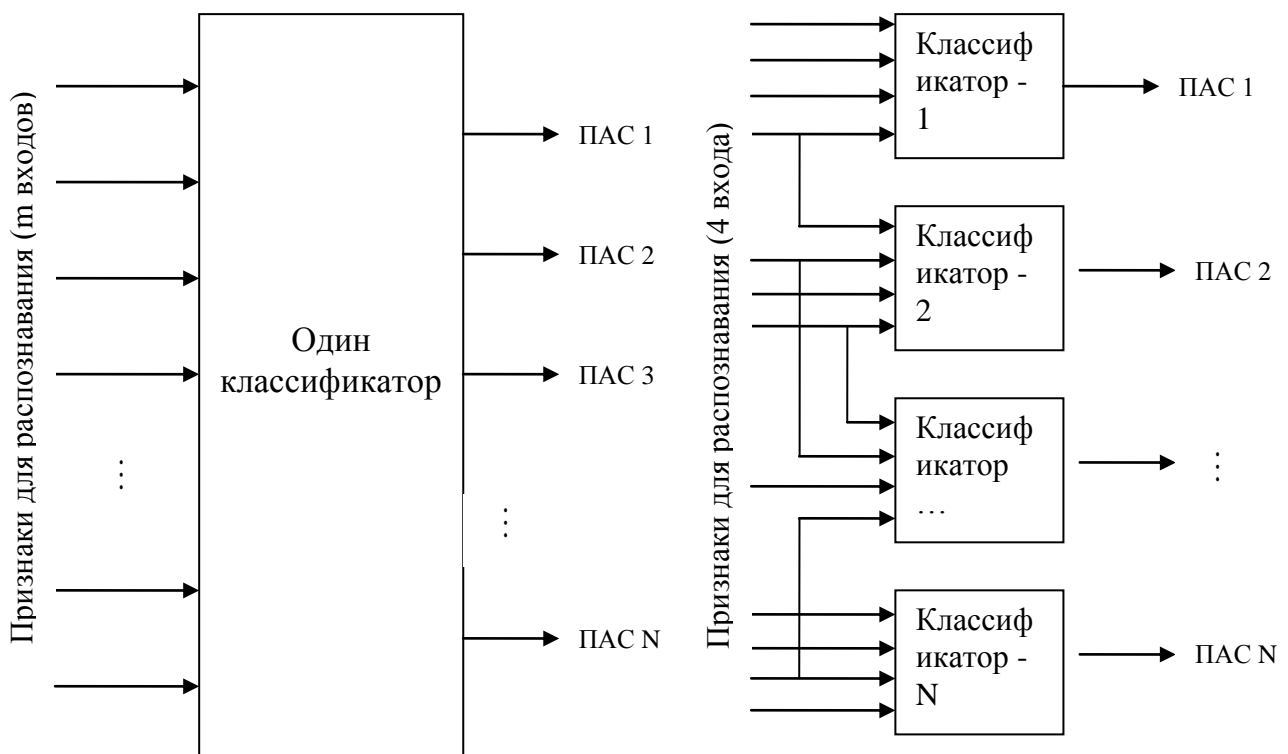 Признаки для распознавания (m входов)
⋮
Один
классификатор
ПАС 1
ПАС 2
ПАС 3
⋮
ПАС N
Признаки для распознавания (4 входа)
Классиф
икатор -
1
ПАС 1
Классиф
икатор -
2
ПАС 2
Классиф
икатор
…
⋮
Классиф
икатор -
N
ПАС N